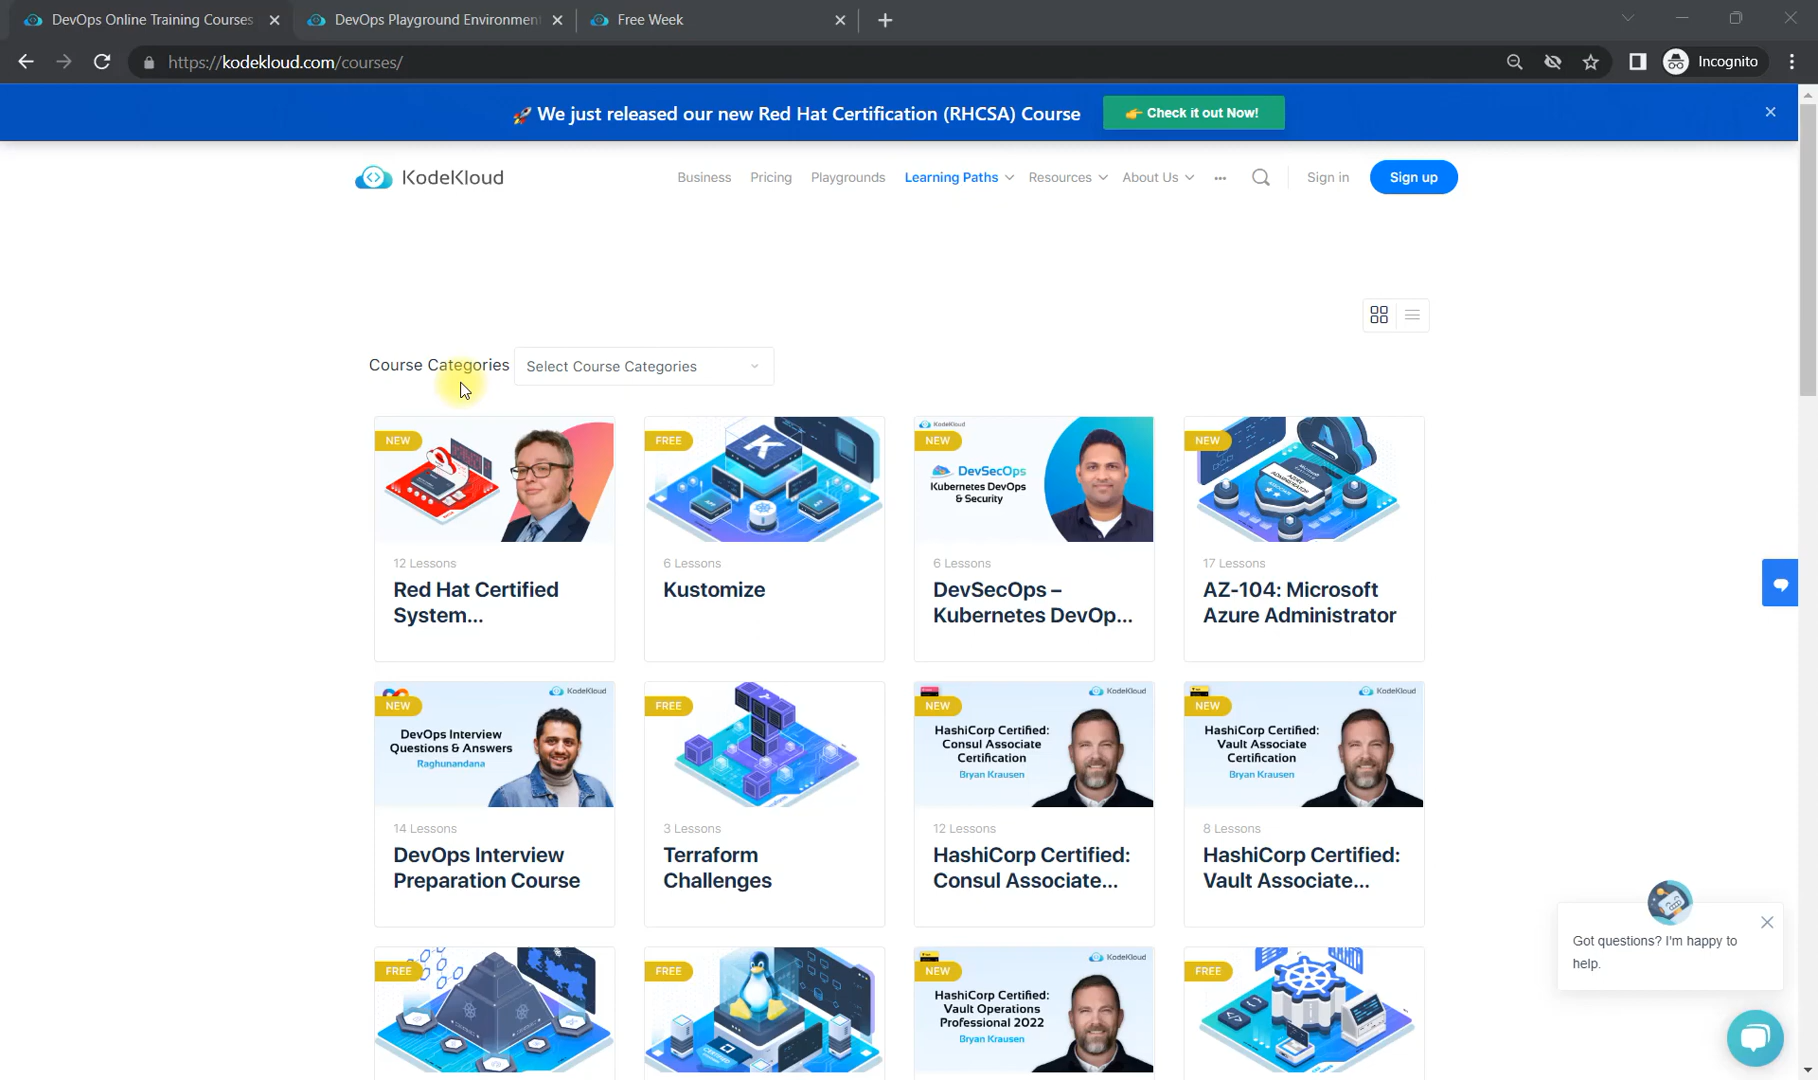 DevOps Online Training Courses
DevOps Playground Environmen
Free Week
https://kodekloud.com/courses/
Incognito
🚀 We just released our new Red Hat Certification (RHCSA) Course
👉 Check it out Now!
KodeKloud
Business
Pricing
Playgrounds
Learning Paths
Resources
About Us
Sign in
Sign up
Course Categories
Select Course Categories
NEW
12 Lessons
Red Hat Certified
System...
FREE
6 Lessons
Kustomize
KodeKloud
NEW
DevSecOps
Kubernetes DevOps
& Security
6 Lessons
DevSecOps –
Kubernetes DevOp...
NEW
17 Lessons
AZ-104: Microsoft
Azure Administrator
KodeKloud
NEW
DevOps Interview
Questions & Answers
Raghunandana
14 Lessons
DevOps Interview
Preparation Course
FREE
3 Lessons
Terraform
Challenges
KodeKloud
NEW
HashiCorp Certified:
Consul Associate
Certification
Bryan Krausen
12 Lessons
HashiCorp Certified:
Consul Associate...
KodeKloud
NEW
HashiCorp Certified:
Vault Associate
Certification
Bryan Krausen
8 Lessons
HashiCorp Certified:
Vault Associate...
FREE
FREE
KodeKloud
NEW
HashiCorp Certified:
Vault Operations
Professional 2022
Bryan Krausen
FREE
Got questions? I'm happy to
help.